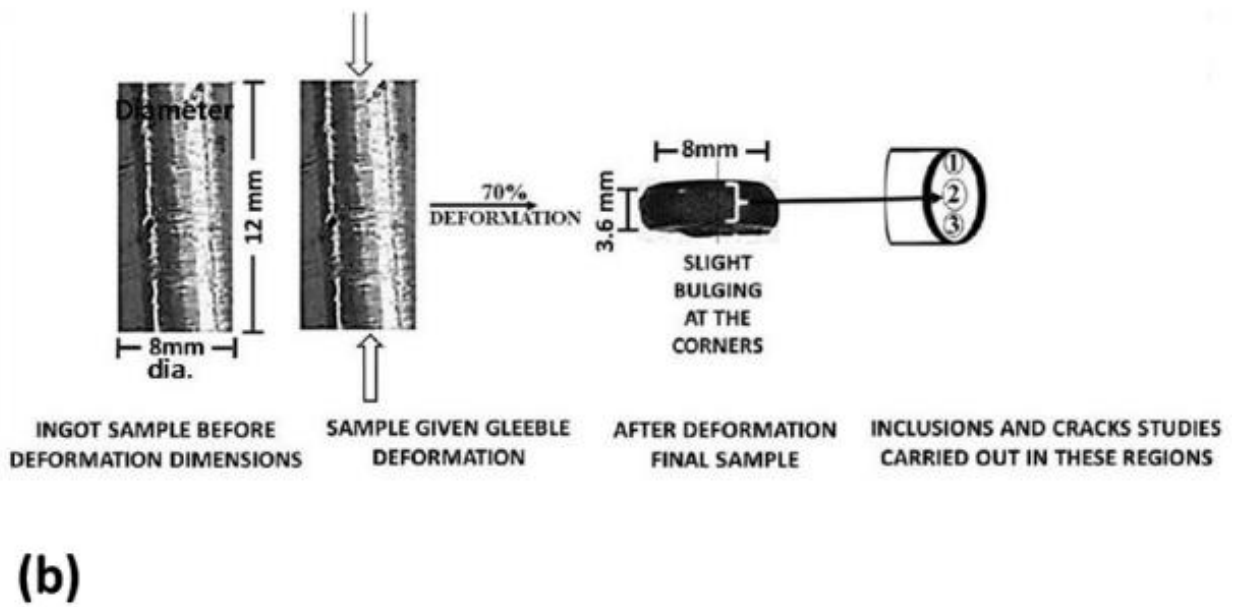 Diameter
12 mm
8mm
dia.
70%
DEFORMATION
8mm
3.6 mm
SLIGHT
BULGING
AT THE
CORNERS
1
2
3
INGOT SAMPLE BEFORE
DEFORMATION DIMENSIONS
SAMPLE GIVEN GLEEBLE
DEFORMATION
AFTER DEFORMATION
FINAL SAMPLE
INCLUSIONS AND CRACKS STUDIES
CARRIED OUT IN THESE REGIONS
(b)